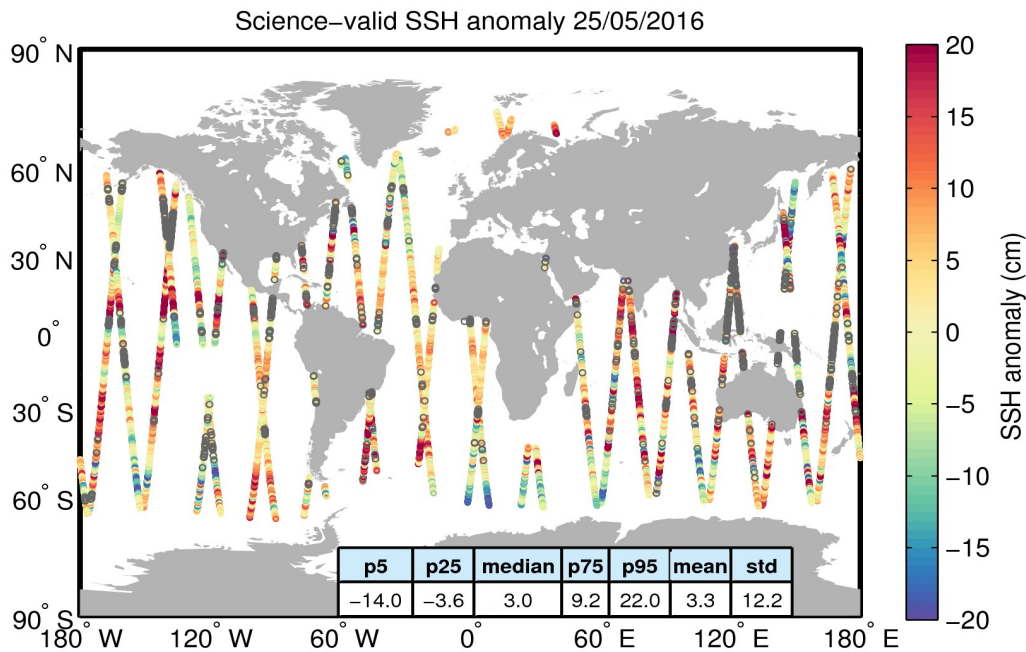 Science−valid SSH anomaly 25/05/2016
90° N
60° N
30° N
0°
30° S
60° S
90° S
180° W
120° W
60° W
0°
60° E
120° E
180° E
p5 p25 median p75 p95 mean std
−14.0 −3.6 3.0 9.2 22.0 3.3 12.2
20
15
10
5
0
−5
−10
−15
−20
SSH anomaly (cm)